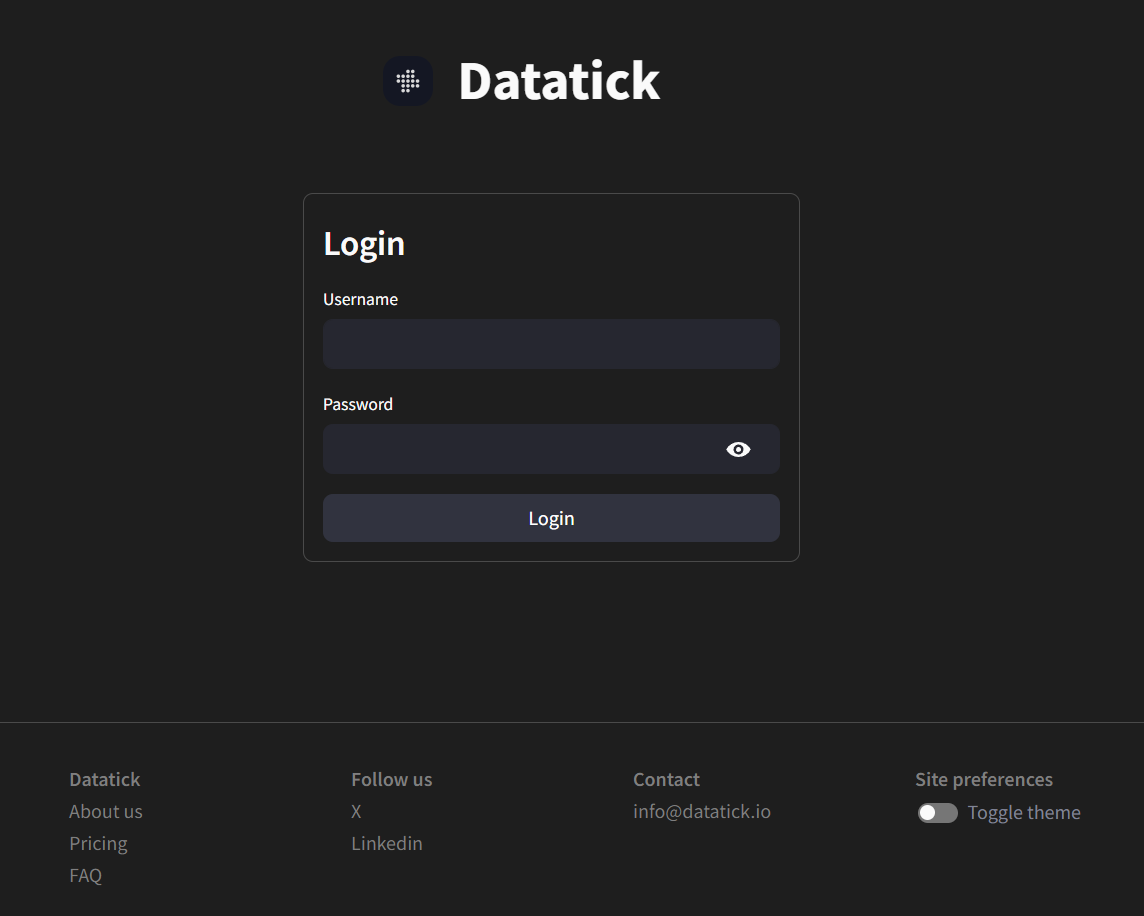 Datatick
Login
Username
Password
Login
Datatick
About us
Pricing
FAQ
Follow us
X
Linkedin
Contact
info@datatick.io
Site preferences
Toggle theme